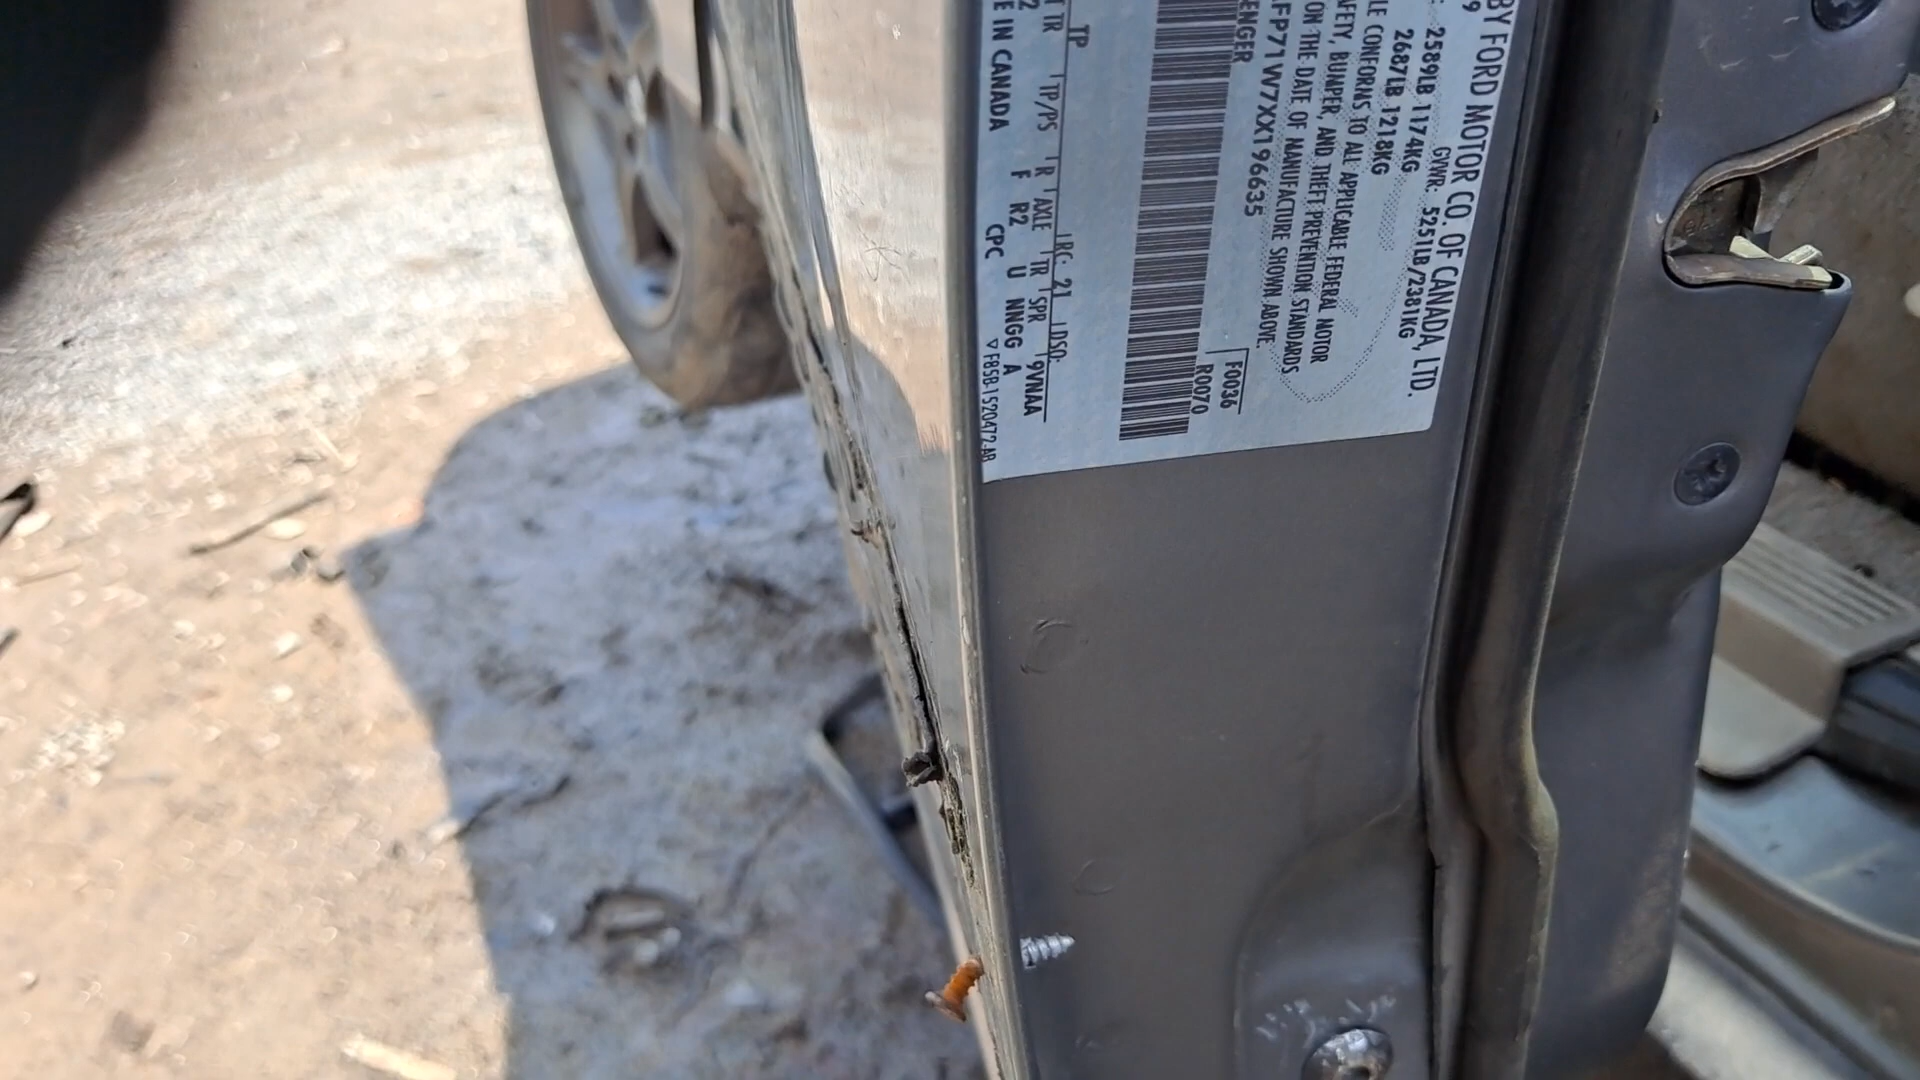 BY FORD MOTOR CO. OF CANADA, LTD.
9 GVWR: 5251LB/2381KG
: 2589LB 1174KG
2687LB 1218KG
LE CONFORMS TO ALL APPLICABLE FEDERAL MOTOR
AFETY, BUMPER, AND THEFT PREVENTION STANDARDS
ON THE DATE OF MANUFACTURE SHOWN ABOVE.
FP71W7XX196635
ENGER
F0036
R0070
TP RC: 21 DSO:
TR TP/PS R AXLE TR SPR 9VNAA
2 F R2 U NNGG A
E IN CANADA CPC ▽F85B-1520472-AB